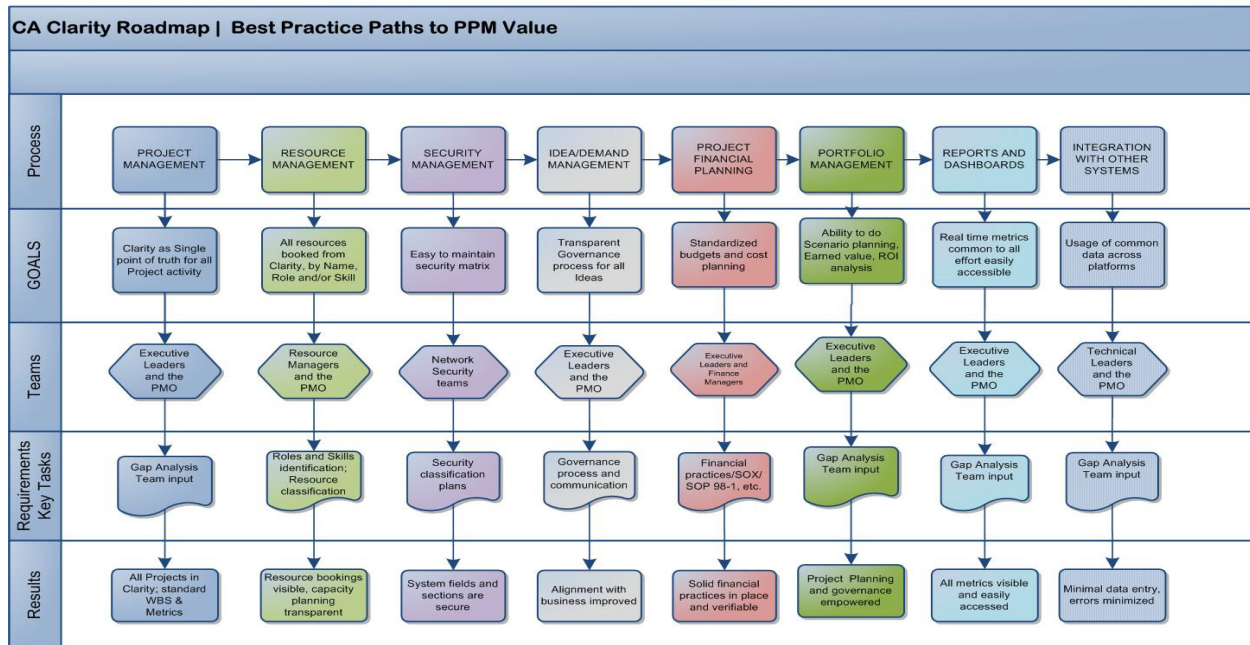 CA Clarity Roadmap | Best Practice Paths to PPM Value
Process
PROJECT
MANAGEMENT
RESOURCE
MANAGEMENT
SECURITY
MANAGEMENT
IDEA/DEMAND
MANAGEMENT
PROJECT
FINANCIAL
PLANNING
PORTFOLIO
MANAGEMENT
REPORTS AND
DASHBOARDS
INTEGRATION
WITH OTHER
SYSTEMS
GOALS
Clarity as Single
point of truth for all
Project activity
All resources
booked from
Clarity, by Name,
Role and/or Skill
Easy to maintain
security matrix
Transparent
Governance
process for all
Ideas
Standardized
budgets and cost
planning
Ability to do
Scenario planning,
Earned value, ROI
analysis
Real time metrics
common to all
effort easily
accessible
Usage of common
data across
platforms
Teams
Executive
Leaders
and the
PMO
Resource
Managers
and the
PMO
Network
Security
teams
Executive
Leaders
and the
PMO
Executive
Leaders and
Finance
Managers
Executive
Leaders
and the
PMO
Executive
Leaders
and the
PMO
Technical
Leaders
and the
PMO
Requirements
Key Tasks
Gap Analysis
Team input
Roles and Skills
identification;
Resource
classification
Security
classification
plans
Governance
process and
communication
Financial
practices/SOX/
SOP 98-1, etc.
Gap Analysis
Team input
Gap Analysis
Team input
Gap Analysis
Team input
Results
All Projects in
Clarity; standard
WBS &
Metrics
Resource bookings
visible, capacity
planning
transparent
System fields and
sections are
secure
Alignment with
business improved
Solid financial
practices in place
and verifiable
Project Planning
and governance
empowered
All metrics visible
and easily
accessed
Minimal data entry,
errors minimized